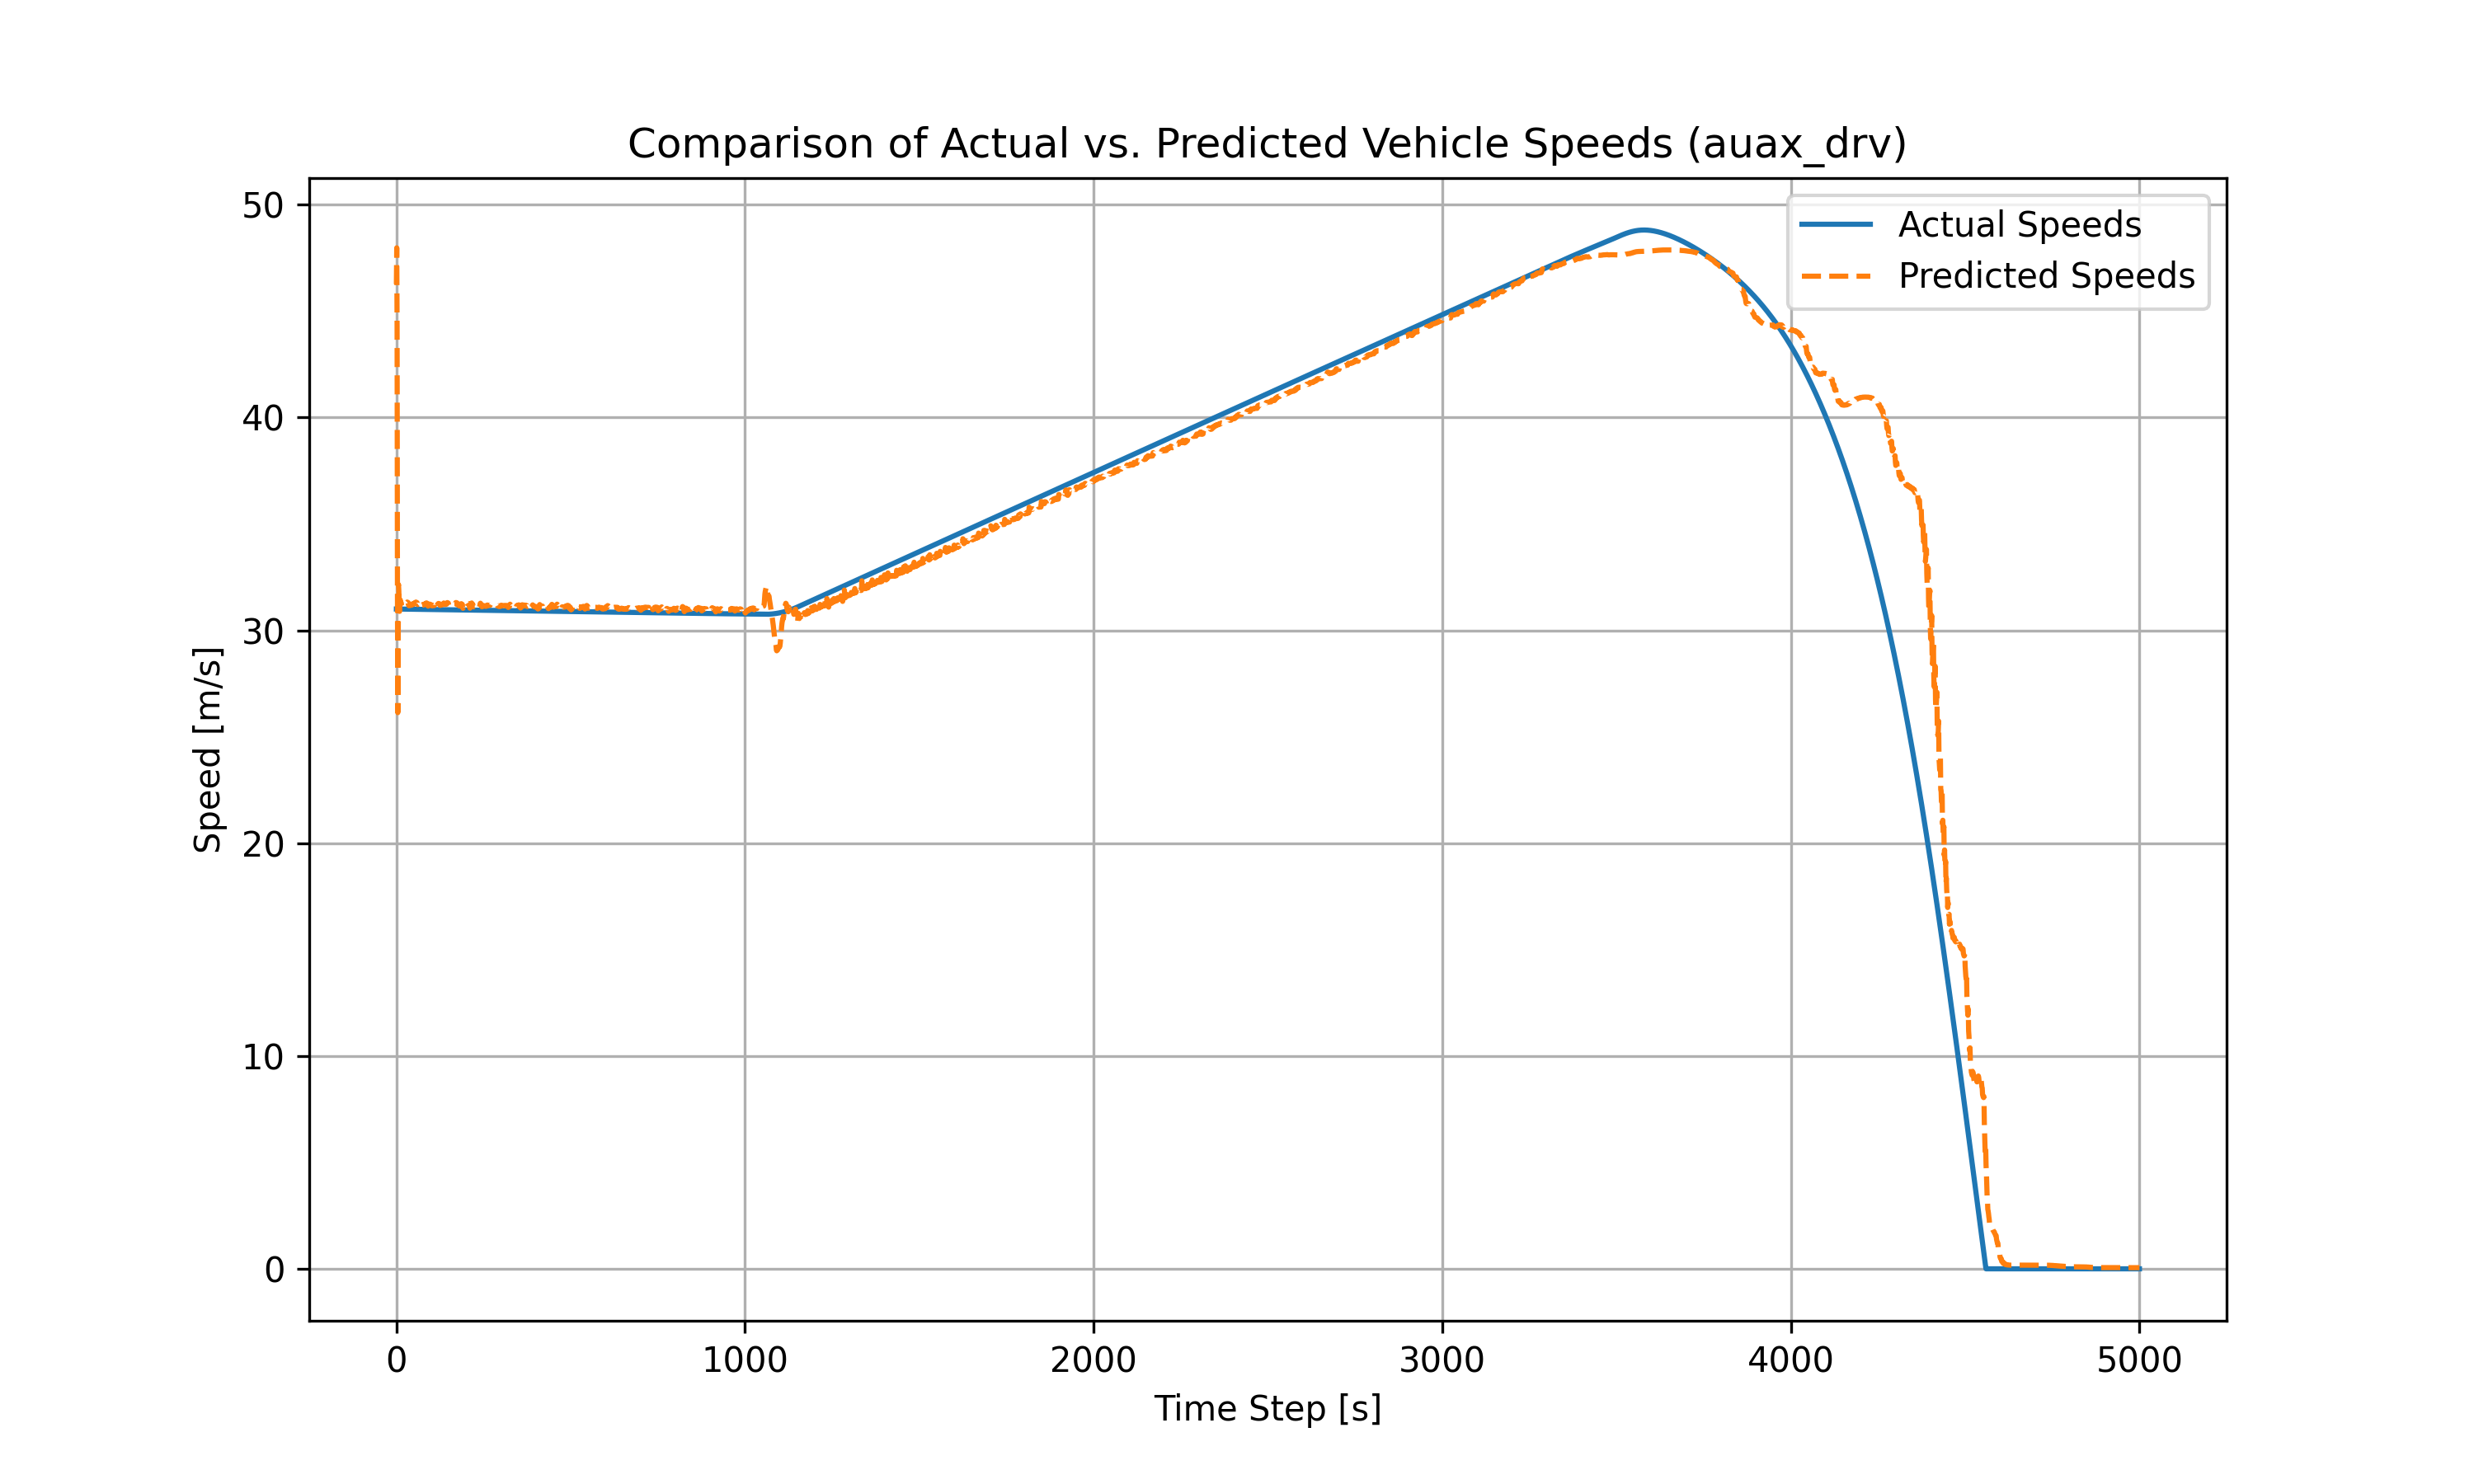 Comparison of Actual vs. Predicted Vehicle Speeds (auax_drv)
Actual Speeds
Predicted Speeds
Speed [m/s]
50
40
30
20
10
0
0 1000 2000 3000 4000 5000
Time Step [s]